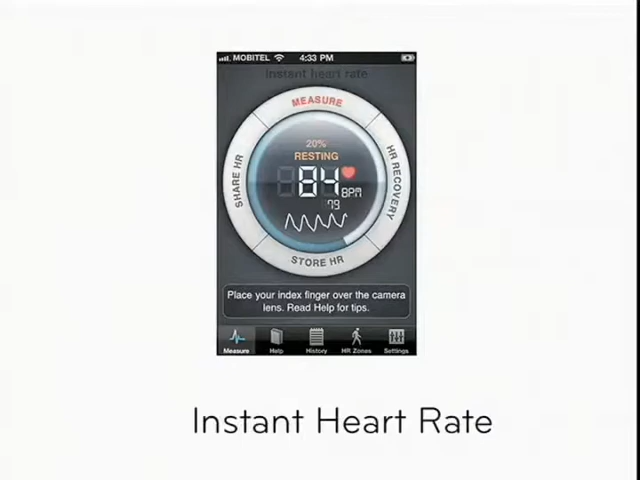 MOBITEL 4:33 PM
Instant heart rate
MEASURE
20%
RESTING
SHARE HR
84
BPM
79
HR RECOVERY
STORE HR
Place your index finger over the camera
lens. Read Help for tips.
Measure Help History HR Zones Settings
Instant Heart Rate